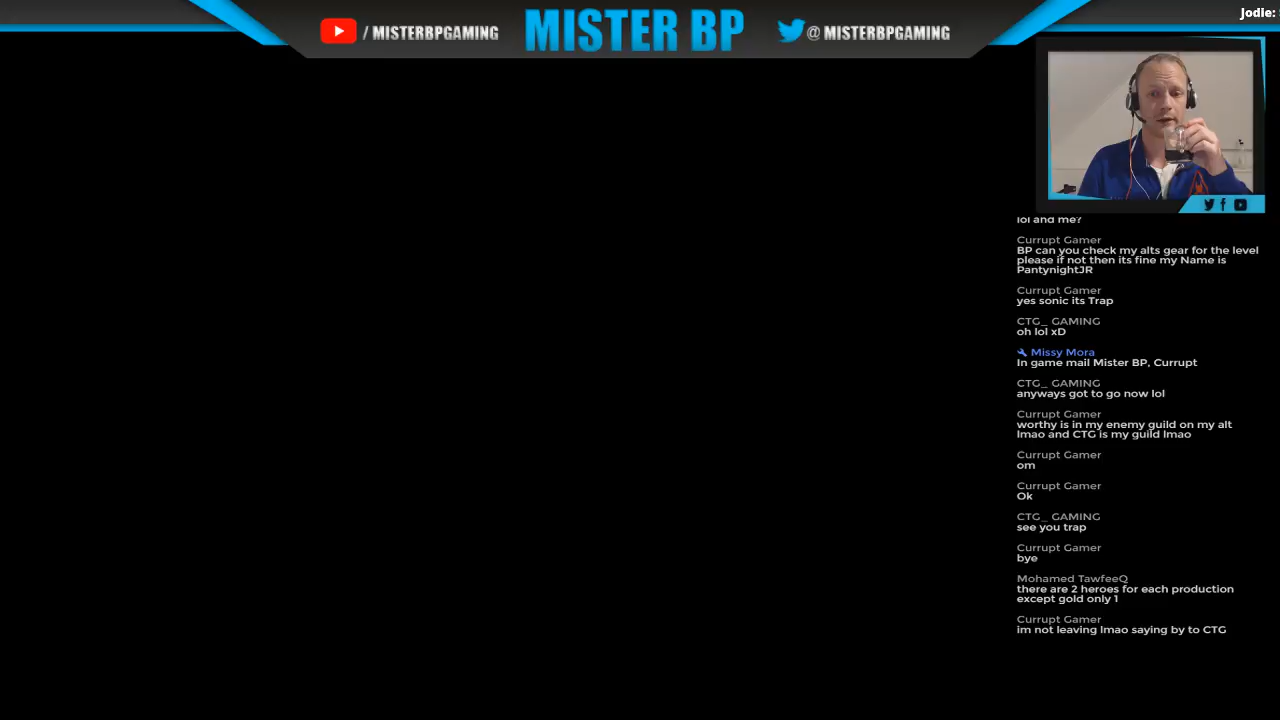 / MISTERBPGAMING
MISTER BP
@ MISTERBPGAMING
Jodie:
lol and me?
Currupt Gamer
BP can you check my alts gear for the level
please if not then its fine my Name is
PantynightJR
Currupt Gamer
yes sonic its Trap
CTG_ GAMING
oh lol xD
Missy Mora
In game mail Mister BP, Currupt
CTG_ GAMING
anyways got to go now lol
Currupt Gamer
worthy is in my enemy guild on my alt
lmao and CTG is my guild lmao
Currupt Gamer
om
Currupt Gamer
Ok
CTG_ GAMING
see you trap
Currupt Gamer
bye
Mohamed TawfeeQ
there are 2 heroes for each production
except gold only 1
Currupt Gamer
im not leaving lmao saying by to CTG